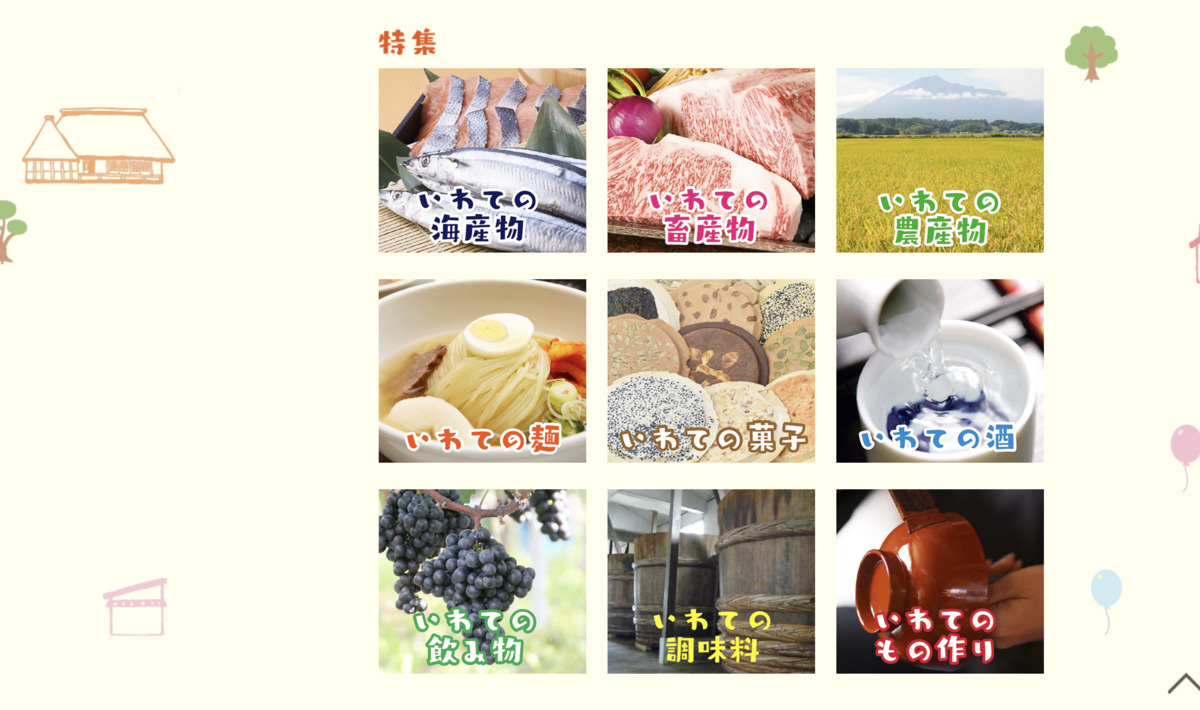 特集
いわての
海産物
いわての
畜産物
いわての
農産物
いわての麺
いわての菓子
いわての酒
いわての
飲み物
いわての
調味料
いわての
もの作り